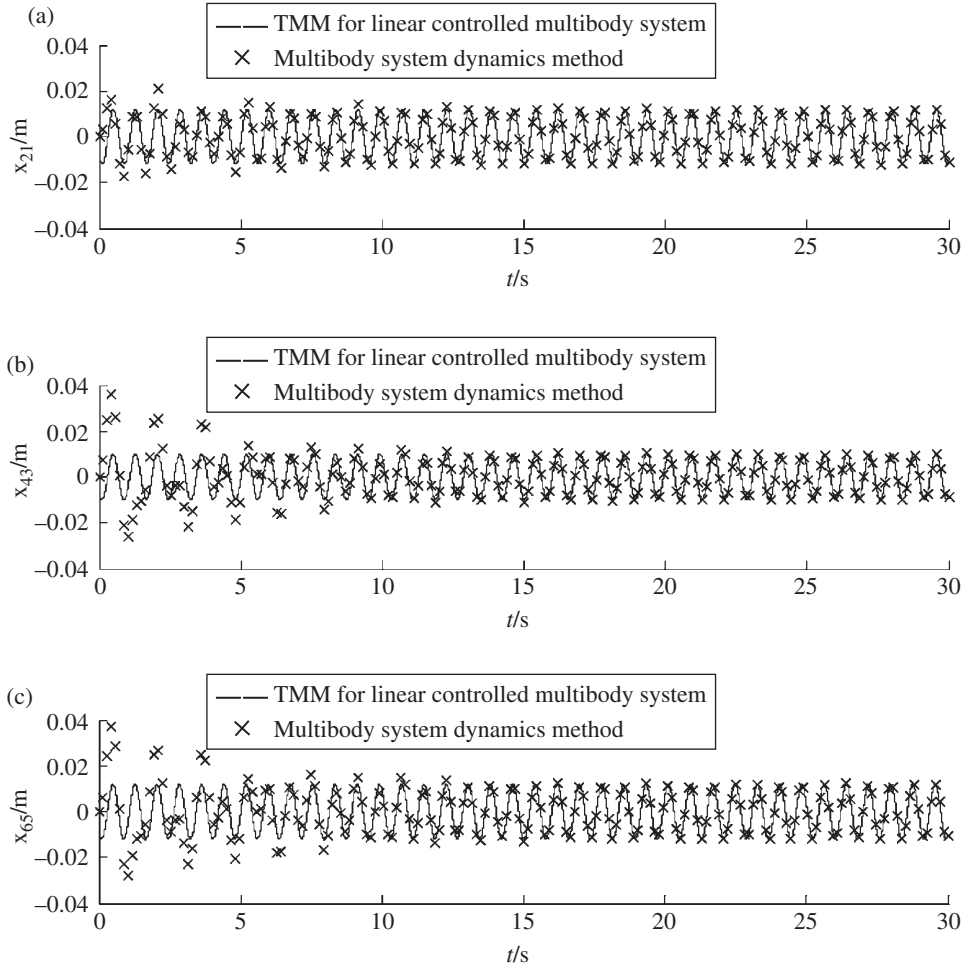 (a)
TMM for linear controlled multibody system
Multibody system dynamics method
0.04
0.02
0
−0.02
−0.04
x21/m
0 5 10 15 20 25 30
t/s
(b)
TMM for linear controlled multibody system
Multibody system dynamics method
0.04
0.02
0
−0.02
−0.04
x43/m
0 5 10 15 20 25 30
t/s
(c)
TMM for linear controlled multibody system
Multibody system dynamics method
0.04
0.02
0
−0.02
−0.04
x65/m
0 5 10 15 20 25 30
t/s